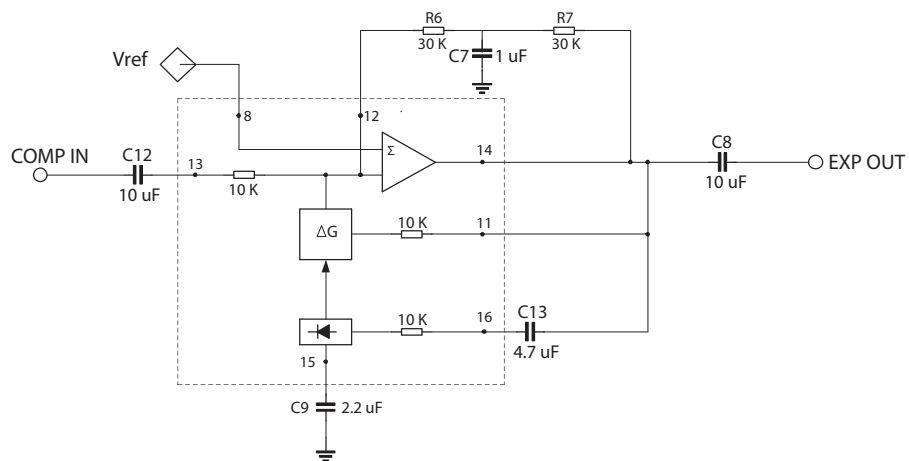 R6
R7
30 K
30 K
C7
1 uF
Vref
8
12
COMP IN
C12
10 uF
13
10 K
Σ
14
C8
10 uF
EXP OUT
ΔG
10 K
11
10 K
16
C13
4.7 uF
15
C9
2.2 uF